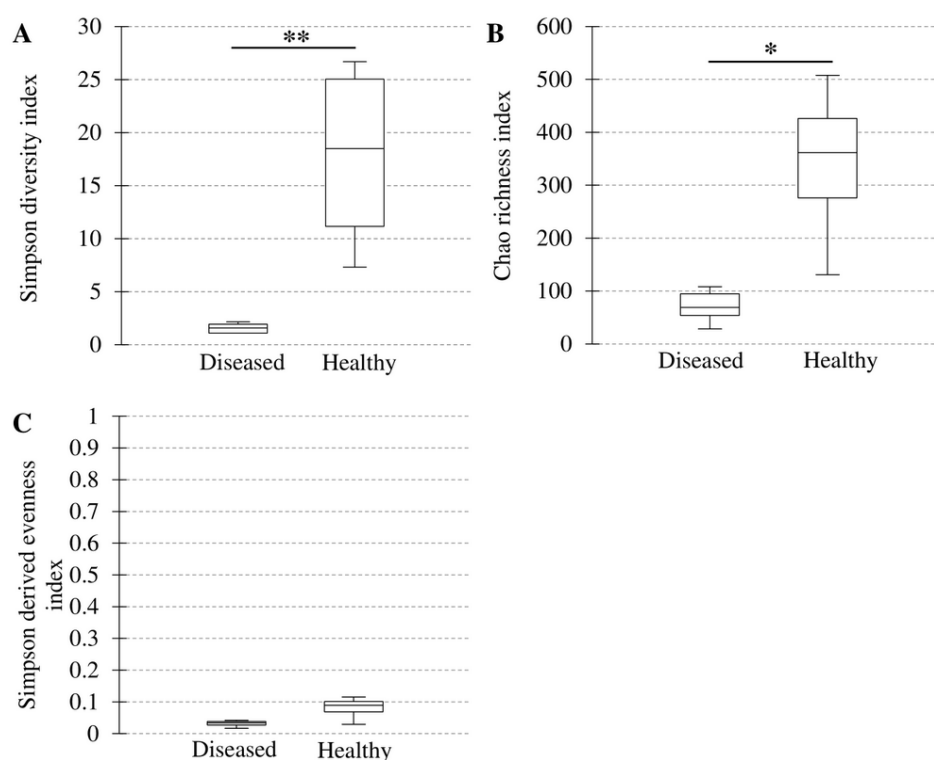 A
Simpson diversity index
30
25
20
15
10
5
0
**
Diseased
Healthy
B
Chao richness index
600
500
400
300
200
100
0
*
Diseased
Healthy
C
Simpson derived evenness
index
1
0.9
0.8
0.7
0.6
0.5
0.4
0.3
0.2
0.1
0
Diseased
Healthy